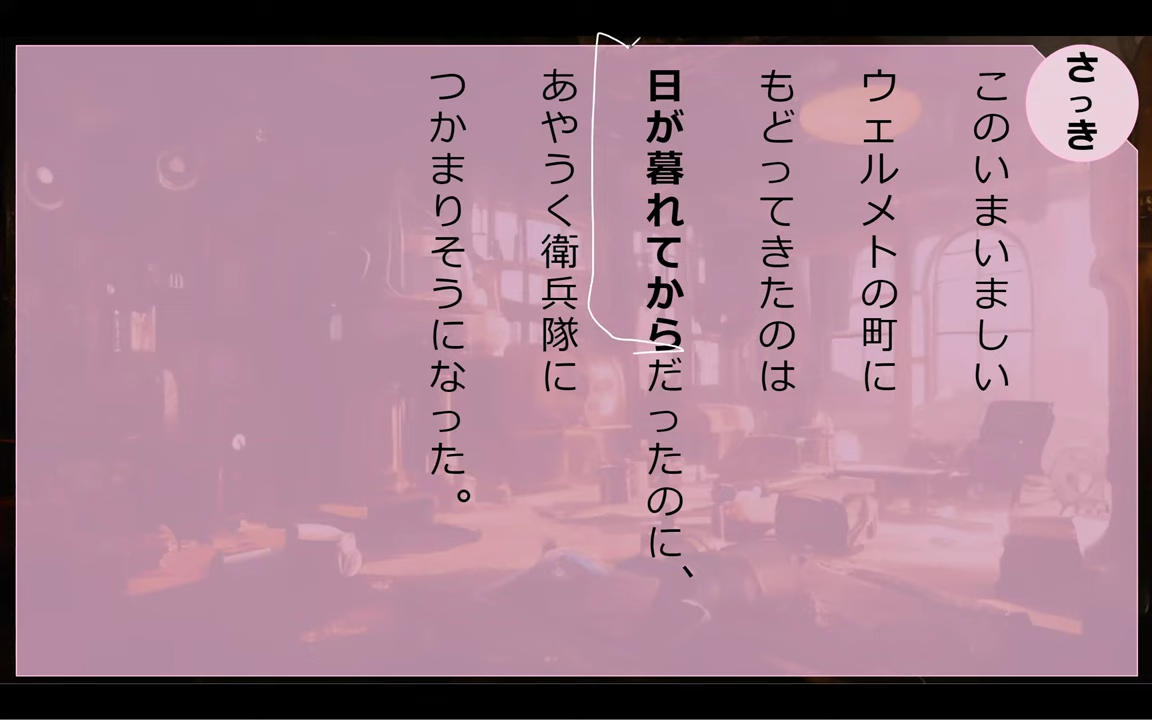 さっき
このいまいましい
ウェルメトの町に
もどってきたのは
日が暮れてからだったのに、
あやうく衛兵隊に
つかまりそうになった。